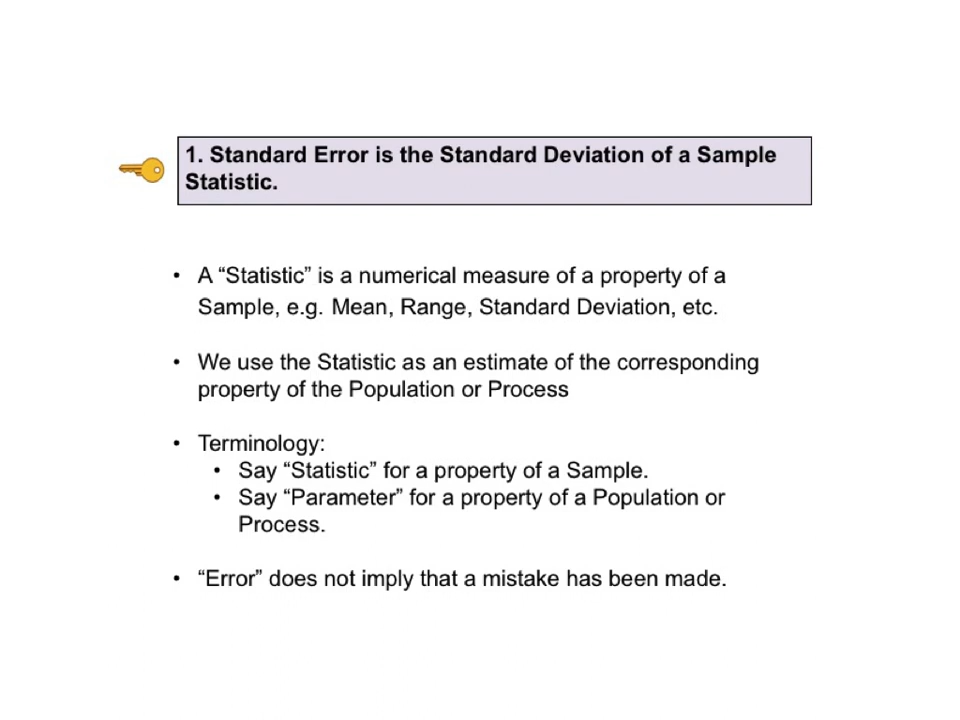 1. Standard Error is the Standard Deviation of a Sample
Statistic.
• A “Statistic” is a numerical measure of a property of a
Sample, e.g. Mean, Range, Standard Deviation, etc.
• We use the Statistic as an estimate of the corresponding
property of the Population or Process
• Terminology:
• Say “Statistic” for a property of a Sample.
• Say “Parameter” for a property of a Population or
Process.
• “Error” does not imply that a mistake has been made.